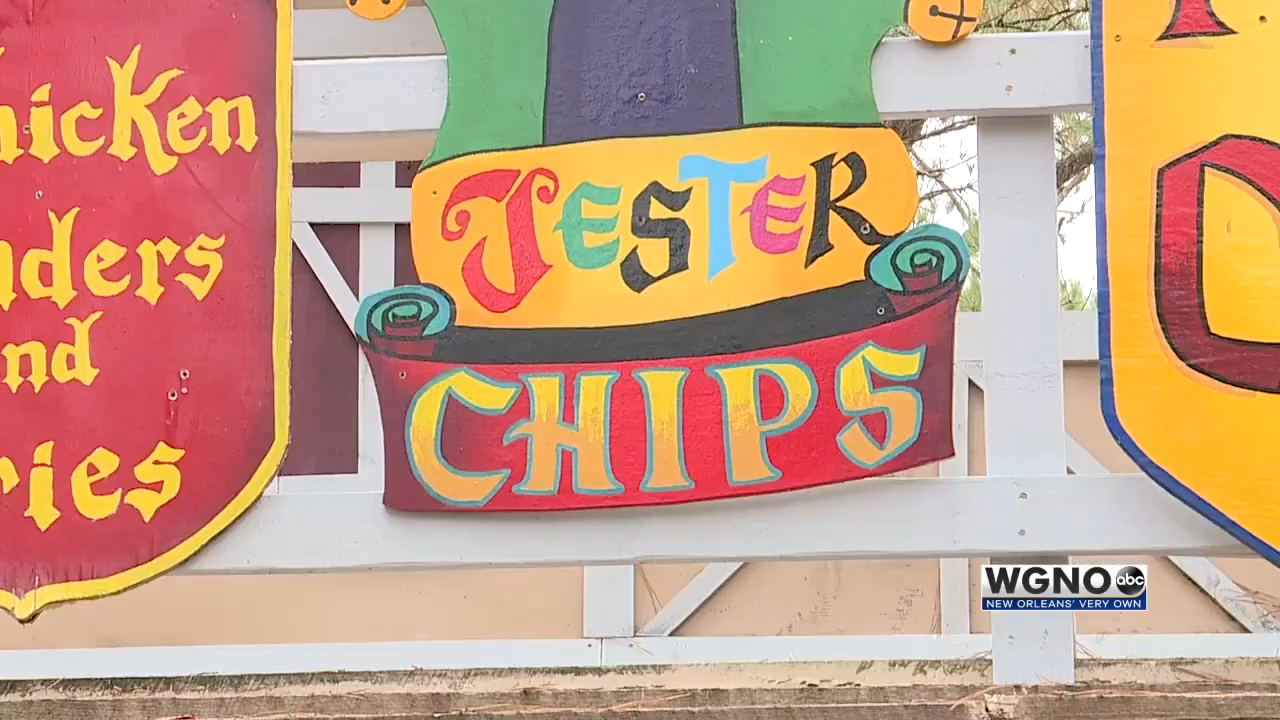 hicken
nders
nd
ries
JESTER
CHIPS
WGNO abc
NEW ORLEANS' VERY OWN